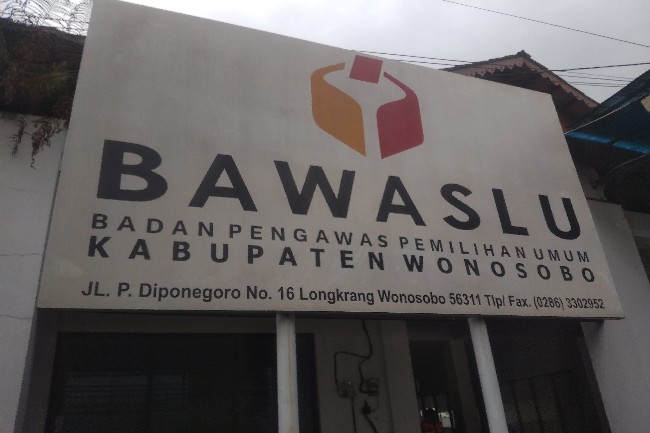 BAWASLU
BADAN PENGAWAS PEMILIHAN UMUM
KABUPATEN WONOSOBO
JL. P. Diponegoro No. 16 Longkrang Wonosobo 56311 Tlp/ Fax. (0286) 3302952